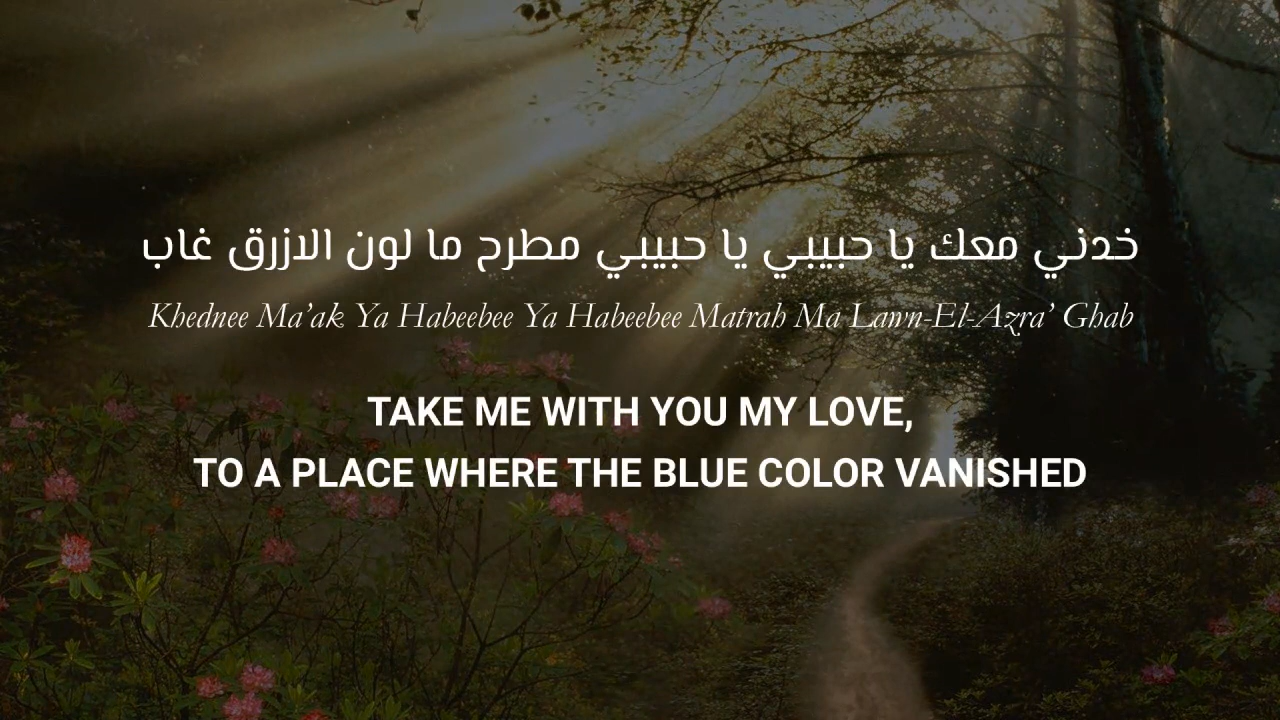 خدني معك يا حبيبي يا حبيبي مطرح ما لون الازرق غاب
Khednee Ma’ak Ya Habeebee Ya Habeebee Matrah Ma Lawn-El-Azra’ Ghab
TAKE ME WITH YOU MY LOVE,
TO A PLACE WHERE THE BLUE COLOR VANISHED